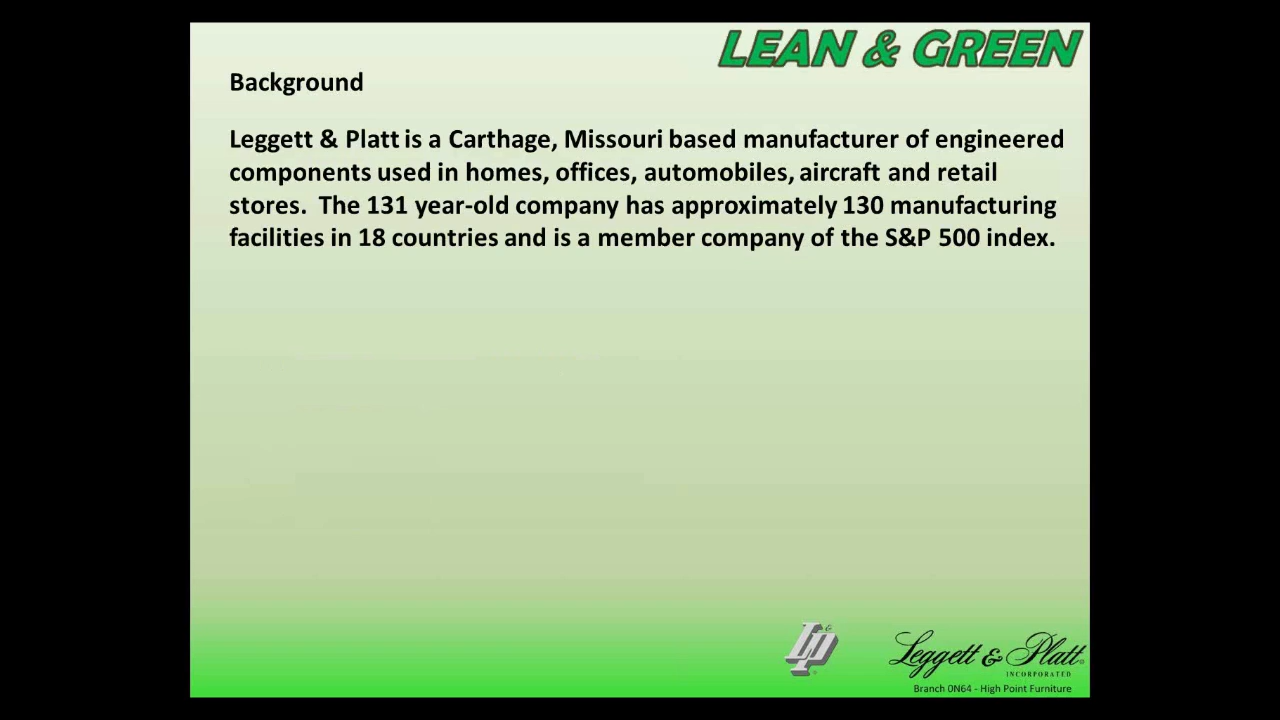 LEAN & GREEN
Background
Leggett & Platt is a Carthage, Missouri based manufacturer of engineered
components used in homes, offices, automobiles, aircraft and retail
stores.  The 131 year-old company has approximately 130 manufacturing
facilities in 18 countries and is a member company of the S&P 500 index.
L&P
Leggett & Platt®
INCORPORATED
Branch 0N64 - High Point Furniture